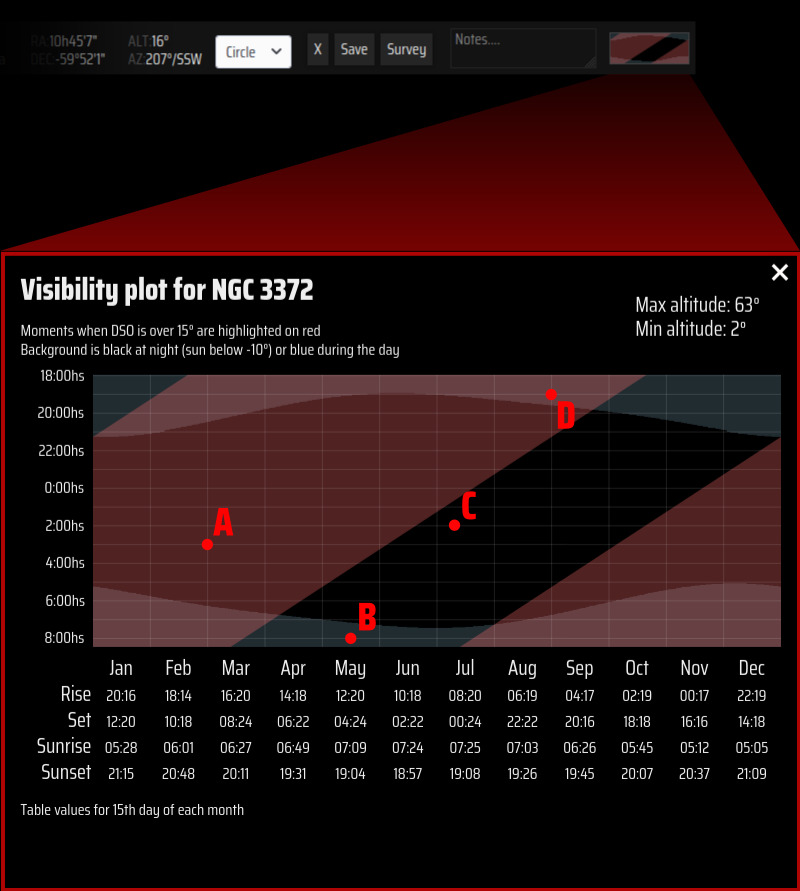 RA:10h45'7" ALT:16º
DEC:-59º52'1" AZ:207º/SSW
Circle
X Save Survey
Notes....
Visibility plot for NGC 3372
Max altitude: 63º
Min altitude: 2º
Moments when DSO is over 15º are highlighted on red
Background is black at night (sun below -10º) or blue during the day
18:00hs
20:00hs
22:00hs
0:00hs
2:00hs
4:00hs
6:00hs
8:00hs
A
B
C
D
Jan Feb Mar Apr May Jun Jul Aug Sep Oct Nov Dec
Rise 20:16 18:14 16:20 14:18 12:20 10:18 08:20 06:19 04:17 02:19 00:17 22:19
Set 12:20 10:18 08:24 06:22 04:24 02:22 00:24 22:22 20:16 18:18 16:16 14:18
Sunrise 05:28 06:01 06:27 06:49 07:09 07:24 07:25 07:03 06:26 05:45 05:12 05:05
Sunset 21:15 20:48 20:11 19:31 19:04 18:57 19:08 19:26 19:45 20:07 20:37 21:09
Table values for 15th day of each month